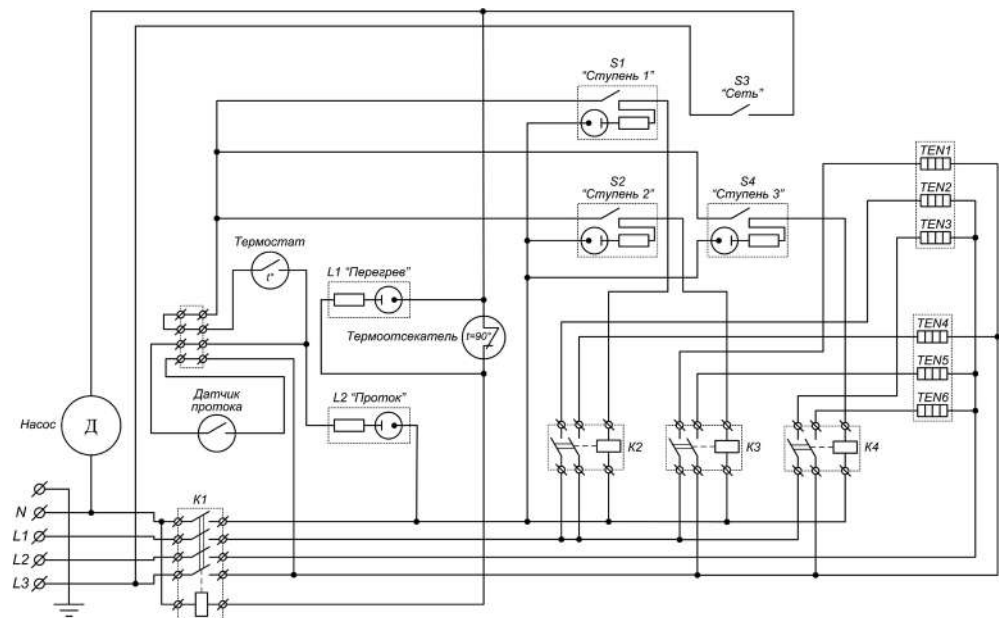 S1
"Ступень 1"
S3
"Сеть"
TEN1
S2
"Ступень 2"
S4
"Ступень 3"
TEN2
TEN3
Термостат
t°
L1 "Перегрев"
Термоотсекатель
t=90°
TEN4
TEN5
TEN6
Датчик
протока
L2 "Проток"
Насос
Д
K2
K3
K4
K1
N
L1
L2
L3